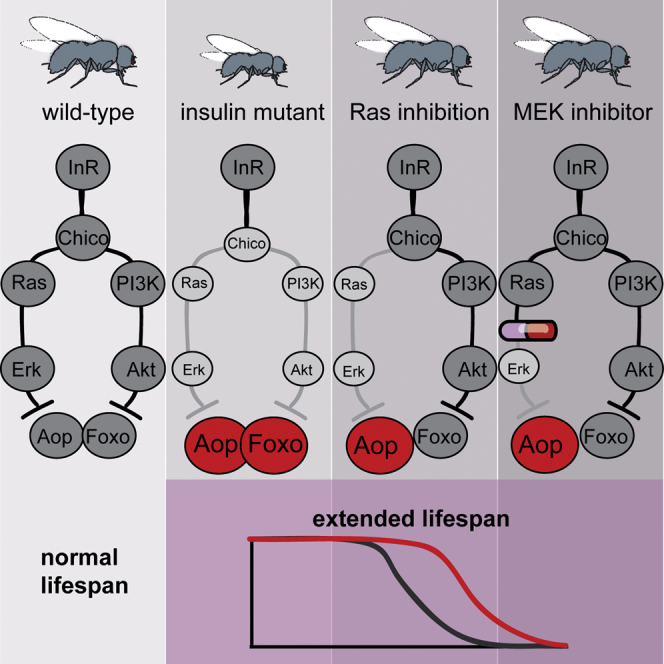 wild-type
insulin mutant
Ras inhibition
MEK inhibitor
InR
InR
InR
InR
Chico
Chico
Chico
Chico
Ras
PI3K
Ras
PI3K
Ras
PI3K
Ras
PI3K
Erk
Akt
Erk
Akt
Erk
Akt
Erk
Akt
Aop
Foxo
Aop
Foxo
Aop
Foxo
Aop
Foxo
normal
lifespan
extended lifespan